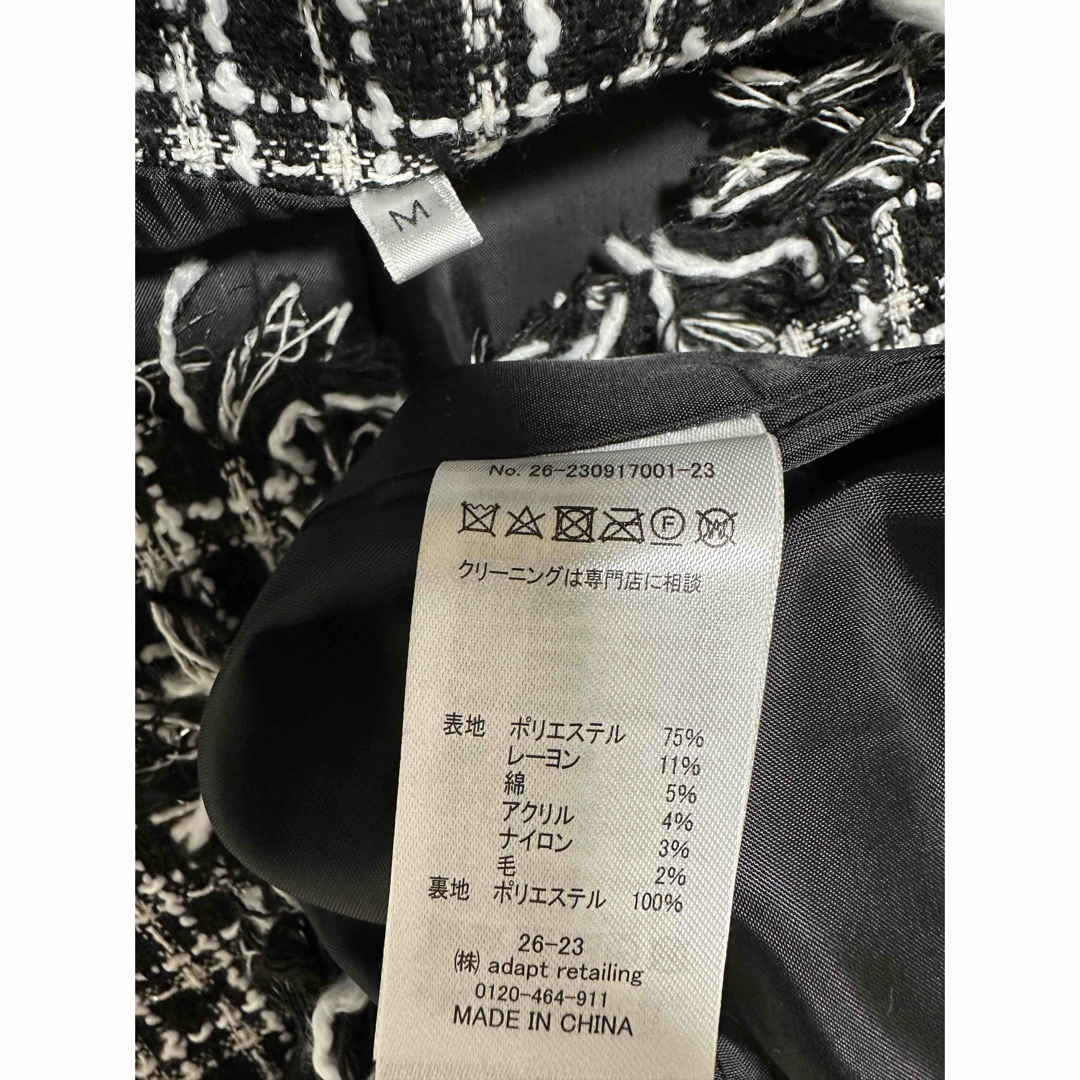 M
No. 26-230917001-23
F
W
クリーニングは専門店に相談
表地 ポリエステル 75%
レーヨン 11%
綿 5%
アクリル 4%
ナイロン 3%
毛 2%
裏地 ポリエステル 100%
26-23
㈱ adapt retailing
0120-464-911
MADE IN CHINA